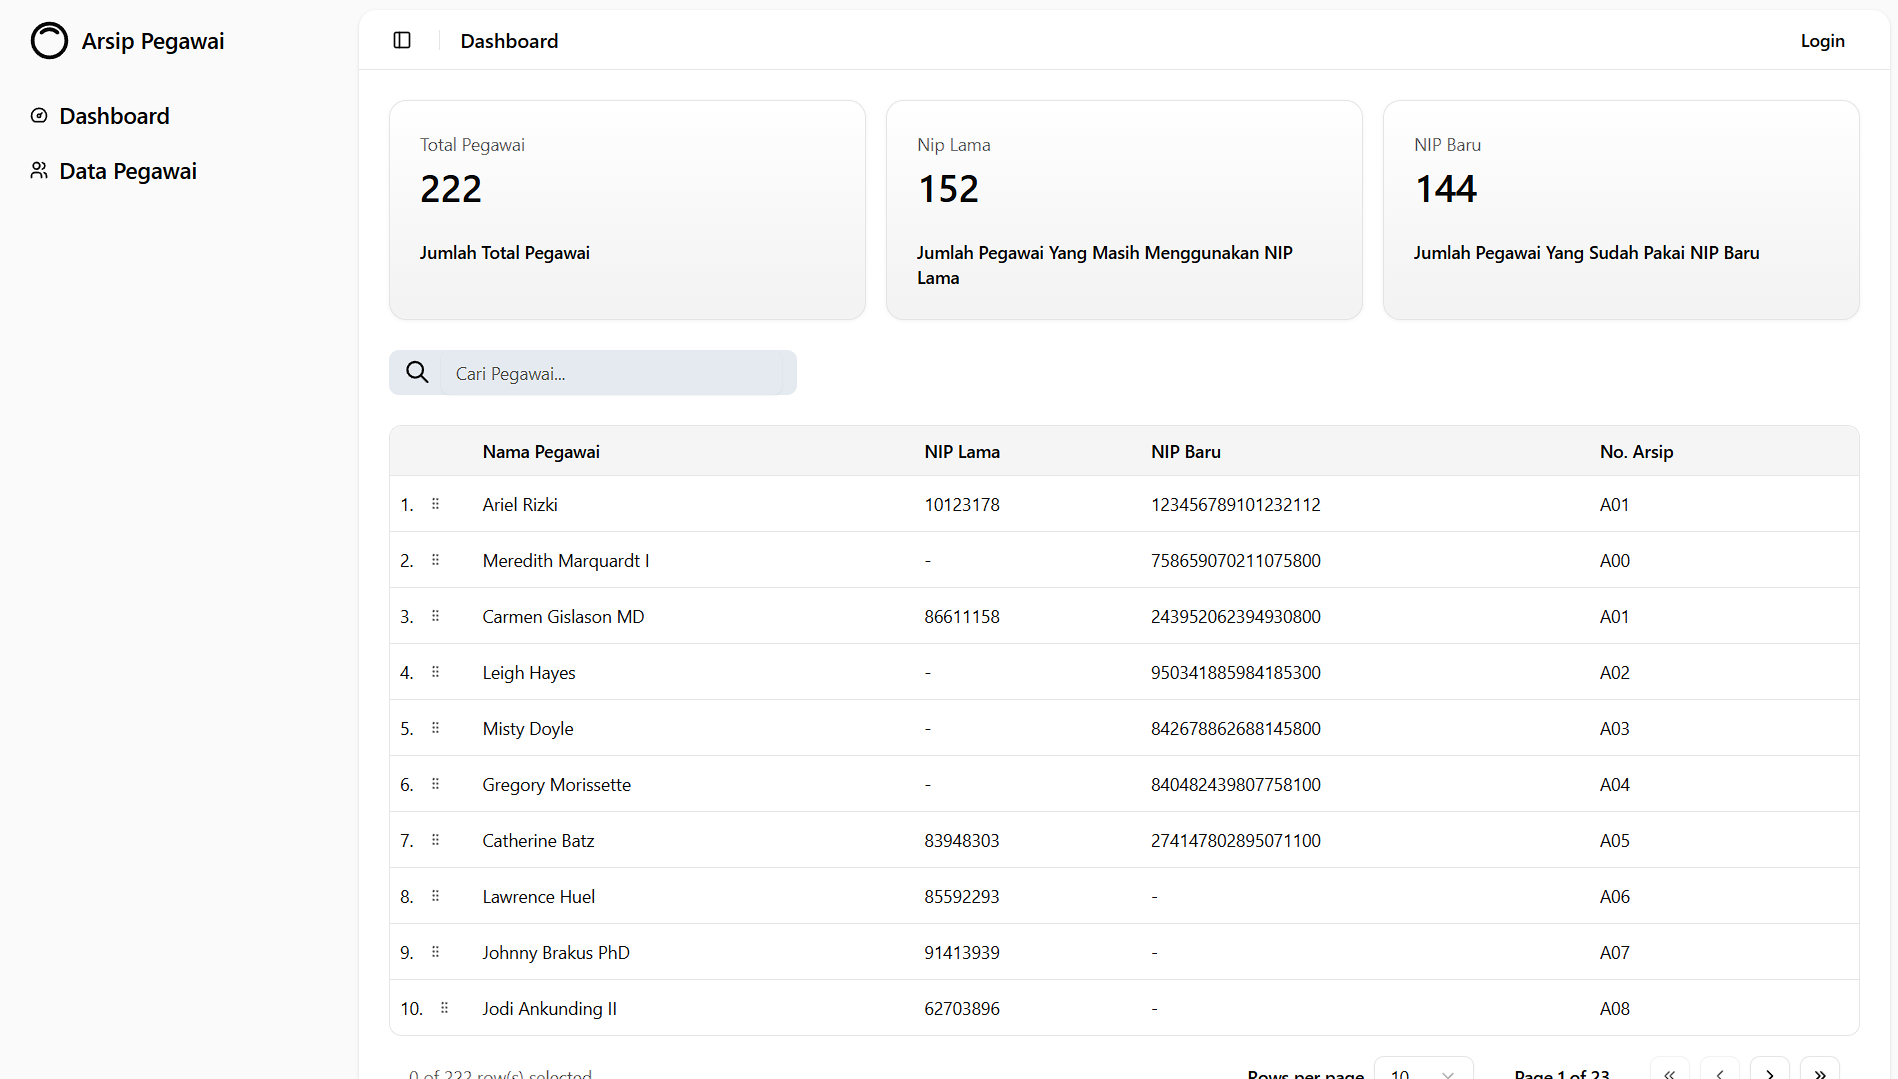 Arsip Pegawai
Dashboard
Data Pegawai
Dashboard
Login
Total Pegawai
222
Jumlah Total Pegawai
Nip Lama
152
Jumlah Pegawai Yang Masih Menggunakan NIP
Lama
NIP Baru
144
Jumlah Pegawai Yang Sudah Pakai NIP Baru
Cari Pegawai...
Nama Pegawai NIP Lama NIP Baru No. Arsip
1. Ariel Rizki 10123178 123456789101232112 A01
2. Meredith Marquardt I - 758659070211075800 A00
3. Carmen Gislason MD 86611158 243952062394930800 A01
4. Leigh Hayes - 950341885984185300 A02
5. Misty Doyle - 842678862688145800 A03
6. Gregory Morissette - 840482439807758100 A04
7. Catherine Batz 83948303 274147802895071100 A05
8. Lawrence Huel 85592293 - A06
9. Johnny Brakus PhD 91413939 - A07
10. Jodi Ankunding II 62703896 - A08
0 of 222 row(s) selected. Rows per page 10 Page 1 of 23